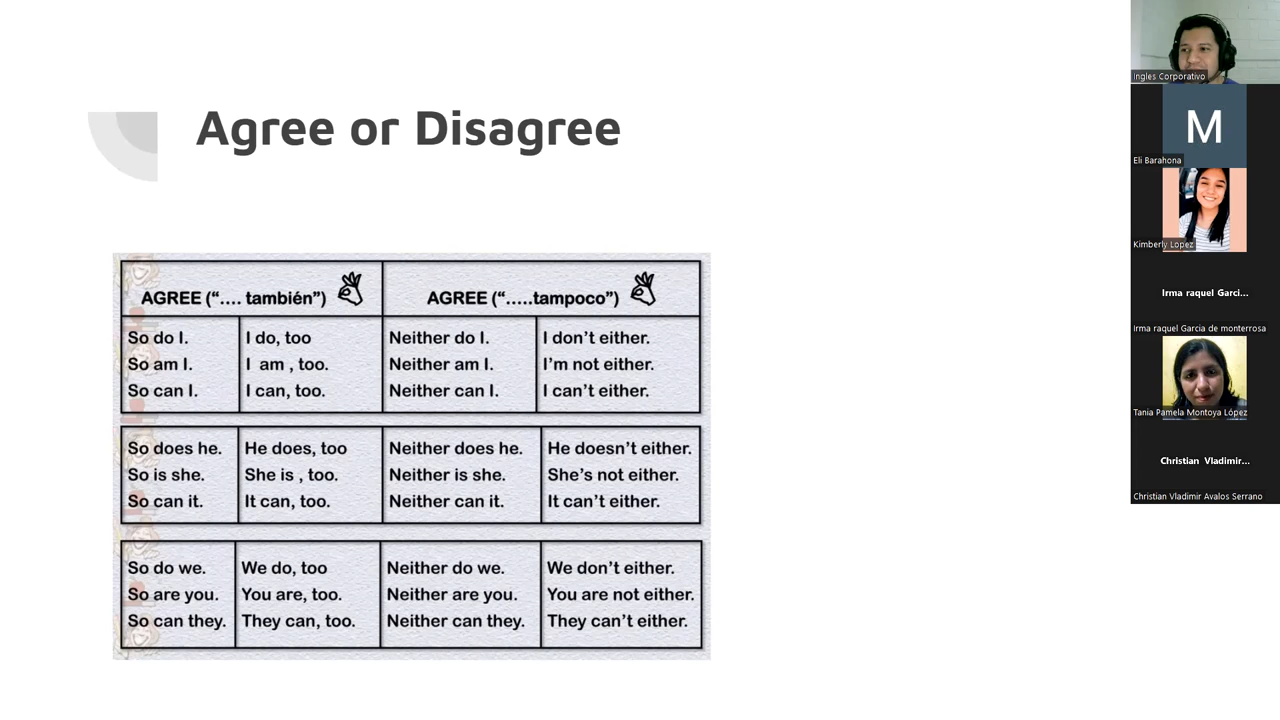 Agree or Disagree
AGREE (“.... también”)
AGREE (“.....tampoco”)
So do I.
I do, too
Neither do I.
I don’t either.
So am I.
I am , too.
Neither am I.
I’m not either.
So can I.
I can, too.
Neither can I.
I can’t either.
So does he.
He does, too
Neither does he.
He doesn’t either.
So is she.
She is , too.
Neither is she.
She’s not either.
So can it.
It can, too.
Neither can it.
It can’t either.
So do we.
We do, too
Neither do we.
We don’t either.
So are you.
You are, too.
Neither are you.
You are not either.
So can they.
They can, too.
Neither can they.
They can’t either.
Ingles Corporativo
M
Eli Barahona
Kimberly Lopez
Irma raquel Garci...
Irma raquel Garcia de monterrosa
Tania Pamela Montoya López
Christian Vladimir...
Christian Vladimir Avalos Serrano